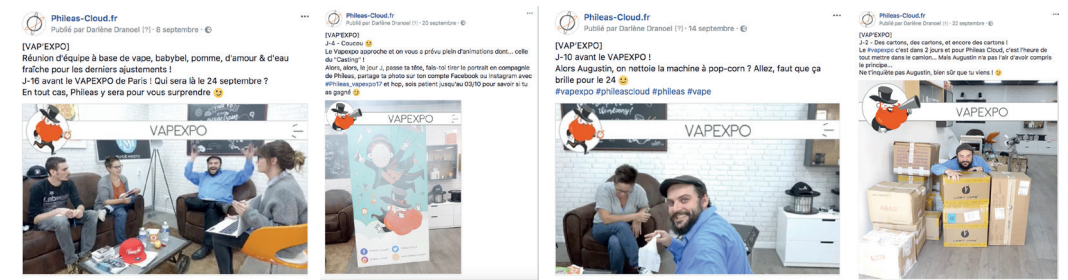 Phileas-Cloud.fr
Publié par Darlène Dranoel [?] · 8 septembre ·
[VAP'EXPO]
Réunion d'équipe à base de vape, babybel, pomme, d'amour & d'eau
fraîche pour les derniers ajustements !
J-16 avant le VAPEXPO de Paris ! Qui sera là le 24 septembre ?
En tout cas, Phileas y sera pour vous surprendre
VAPEXPO
Phileas-Cloud.fr
Publié par Darlène Dranoel [?] · 20 septembre ·
[VAP'EXPO]
J-4 - Coucou
Le Vapexpo approche et on vous a prévu plein d'animations dont... celle
du "Casting" !
Alors, alors, le jour J, passe ta tête, fais-toi tirer le portrait en compagnie
de Phileas, partage ta photo sur ton compte Facebook ou Instagram avec
#Phileas_vapexpo17 et hop, sois patient jusqu'au 03/10 pour savoir si tu
as gagné
VAPEXPO
Phileas-Cloud.fr
Publié par Darlène Dranoel [?] · 14 septembre ·
[VAP'EXPO]
J-10 avant le VAPEXPO !
Alors Augustin, on nettoie la machine à pop-corn ? Allez, faut que ça
brille pour le 24
#vapexpo #phileascloud #phileas #vape
VAPEXPO
Phileas-Cloud.fr
Publié par Darlène Dranoel [?] · 22 septembre ·
[VAP'EXPO]
J-2 - Des cartons, des cartons, et encore des cartons !
Le #vapexpo c'est dans 2 jours et pour Phileas Cloud, c'est l'heure de
tout mettre dans le camion... Mais Augustin n'a pas l'air d'avoir compris
le principe...
Ne t'inquiète pas Augustin, bien sûr que tu viens !
VAPEXPO